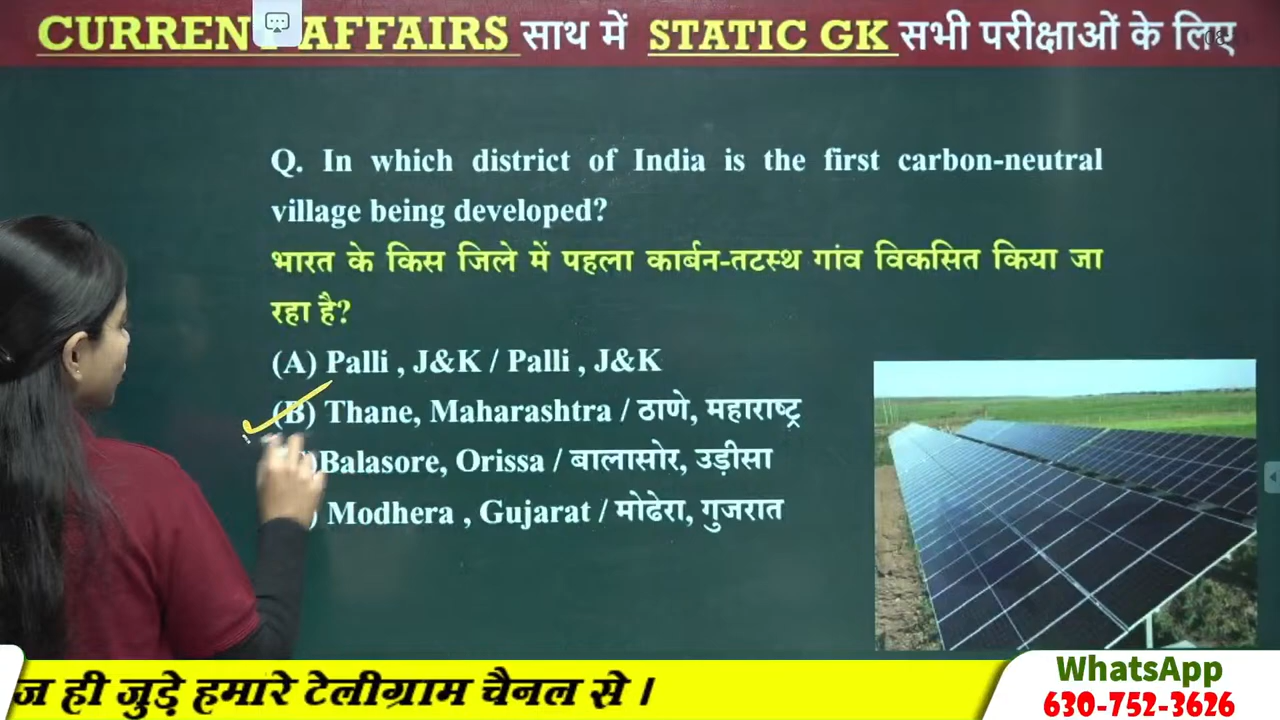 CURRENT AFFAIRS साथ में STATIC GK सभी परीक्षाओं के लिए
Q. In which district of India is the first carbon-neutral
village being developed?
भारत के किस जिले में पहला कार्बन-तटस्थ गांव विकसित किया जा
रहा है?
(A) Palli , J&K / Palli , J&K
(B) Thane, Maharashtra / ठाणे, महाराष्ट्र
)Balasore, Orissa / बालासोर, उड़ीसा
) Modhera , Gujarat / मोढेरा, गुजरात
ज ही जुड़े हमारे टेलीग्राम चैनल से ।
WhatsApp
630-752-3626